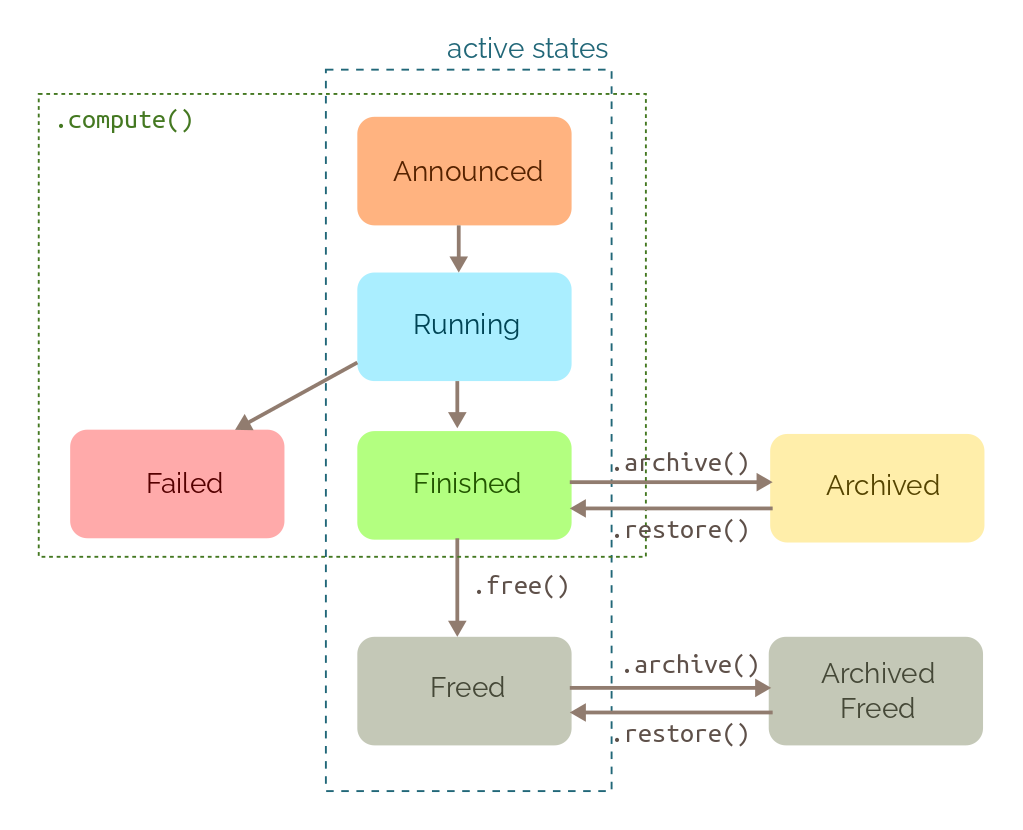 active states
.compute()
Announced
Running
Failed
Finished
.archive()
.restore()
Archived
.free()
Freed
.archive()
.restore()
Archived
Freed